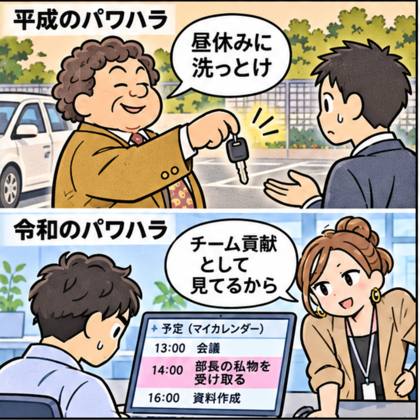 平成のパワハラ
昼休みに
洗っとけ
令和のパワハラ
チーム貢献
として
見てるから
+ 予定（マイカレンダー）
13:00 会議
14:00 部長の私物を
受け取る
16:00 資料作成